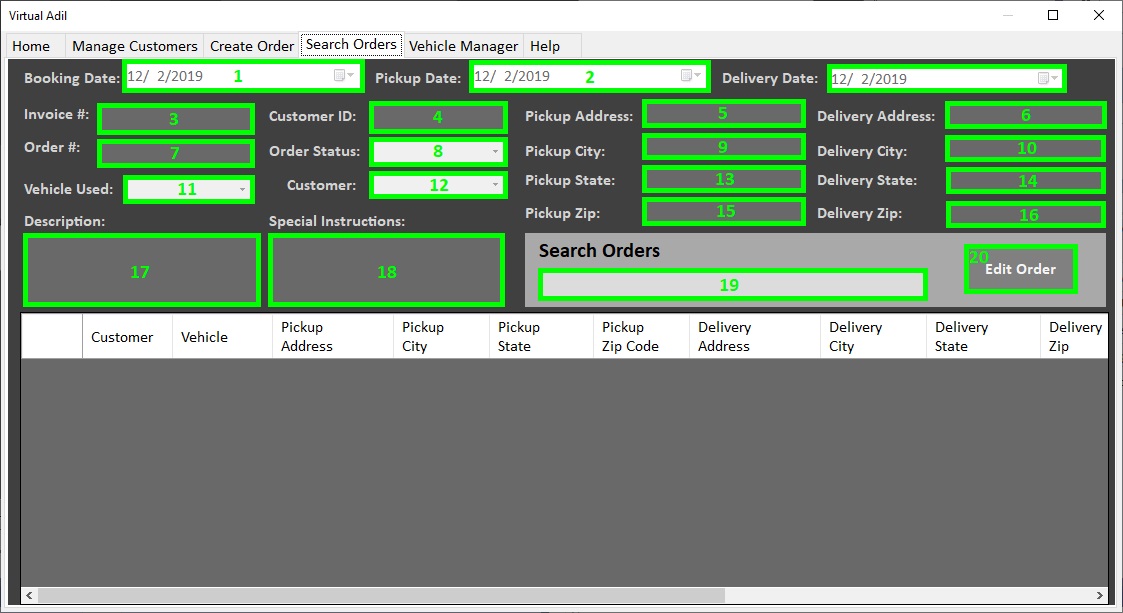 Virtual Adil
Home Manage Customers Create Order Search Orders Vehicle Manager Help
Booking Date: 12/ 2/2019 1 Pickup Date: 12/ 2/2019 2 Delivery Date: 12/ 2/2019
Invoice #: 3 Customer ID: 4 Pickup Address: 5 Delivery Address: 6
Order #: 7 Order Status: 8 Pickup City: 9 Delivery City: 10
Vehicle Used: 11 Customer: 12 Pickup State: 13 Delivery State: 14
Pickup Zip: 15 Delivery Zip: 16
Description: Special Instructions:
17 18
Search Orders
19
20
Edit Order
Customer Vehicle Pickup Address Pickup City Pickup State Pickup Zip Code Delivery Address Delivery City Delivery State Delivery Zip